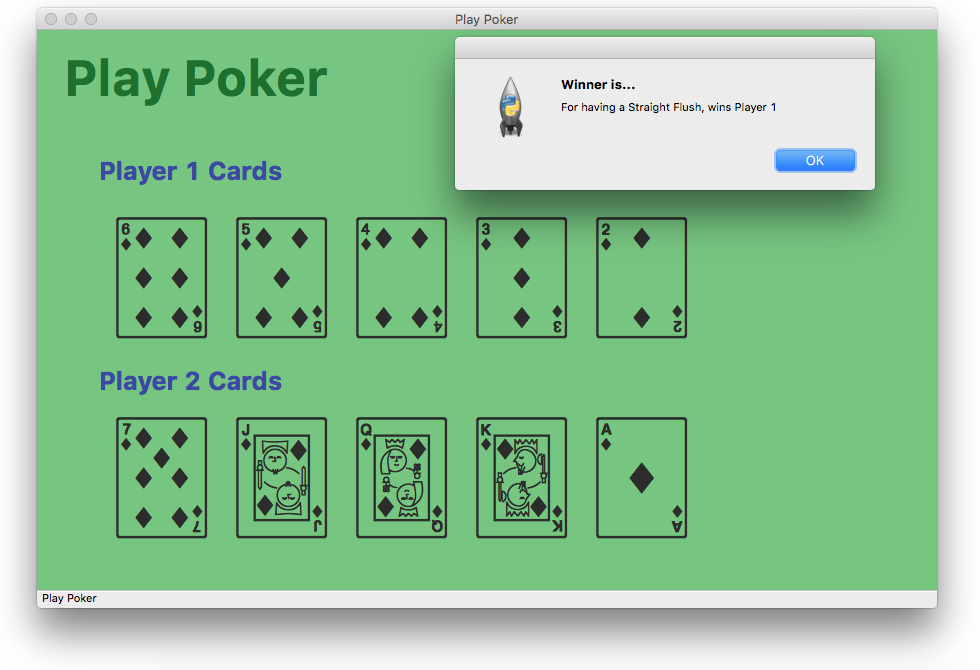 Play Poker
Play Poker
Winner is...
For having a Straight Flush, wins Player 1
OK
Player 1 Cards
6 5 4 3 2
6 5 4 3 2
Player 2 Cards
7 J Q K A
7 J Q K A
Play Poker